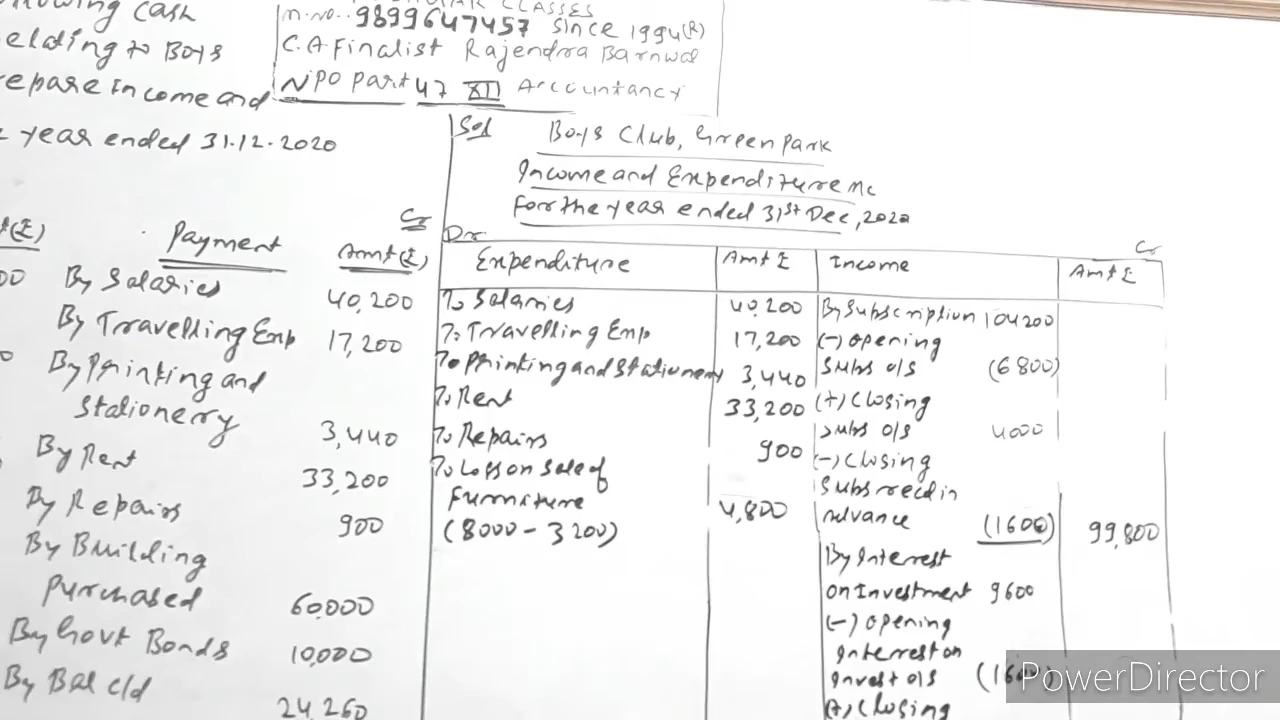 CLASSES
M.No.. 9899647457 Since 1994(R)
C.A Finalist Rajendra Barnwal
NPO Part 47 XII Accountancy
Cash
elating to Boys
repare Income and
year ended 31.12.2020
Cr
Payment Amt(₹)
By Salaries 40,200
By Travelling Exp 17,200
By Printing and
Stationery 3,440
By Rent 33,200
By Repairs 900
By Building
Purchased 60,000
By Govt Bonds 10,000
By Bal c/d 24,260
Sol Boys Club, Green Park
Income and Expenditure A/c
For the year ended 31st Dec, 2020
Dr Cr
Expenditure Amt ₹ Income Amt ₹
To Salaries 40,200 By Subscription 104200
To Travelling Exp 17,200 (-) opening
To Printing and Stationery 3,440 Subs o/s (6800)
To Rent 33,200 (+) Closing
To Repairs 900 Subs o/s 4000
To Loss on Sale of (-) Closing
Furniture 4,800 Subs recd in
(8000 - 3200) Advance (1600) 99,800
By Interest
on Investment 9600
(-) opening
Interest on
Invest o/s (1600)
(+) Closing
PowerDirector